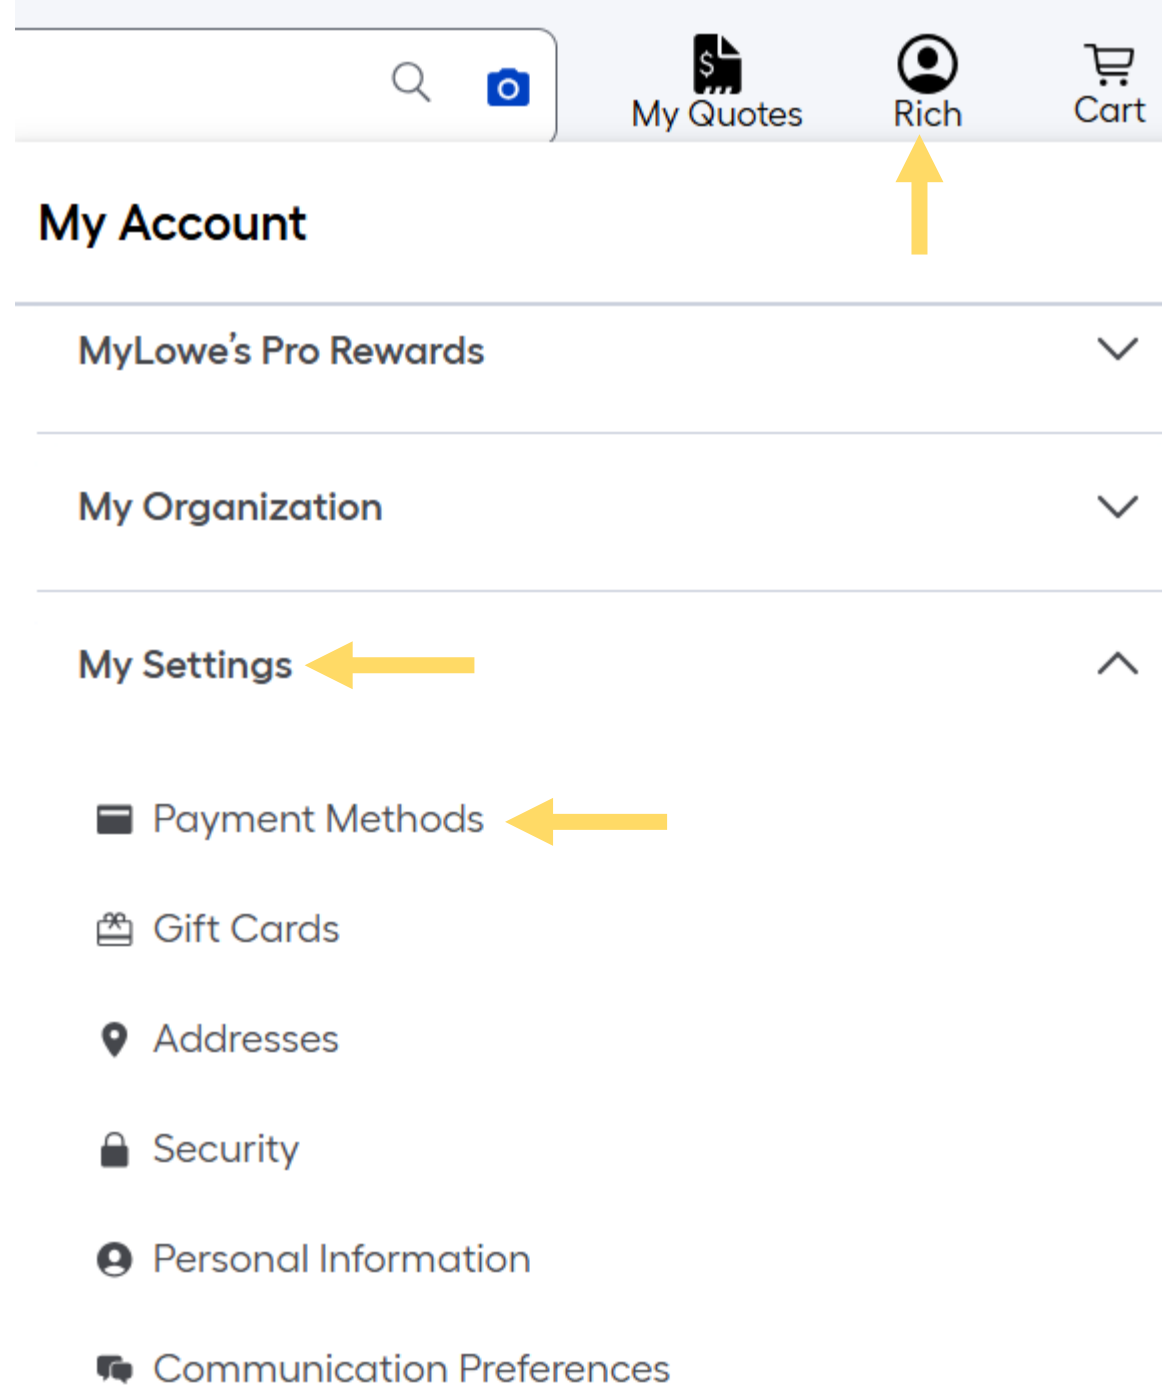 $
My Quotes
Rich
Cart
My Account
MyLowe's Pro Rewards
My Organization
My Settings
Payment Methods
Gift Cards
Addresses
Security
Personal Information
Communication Preferences